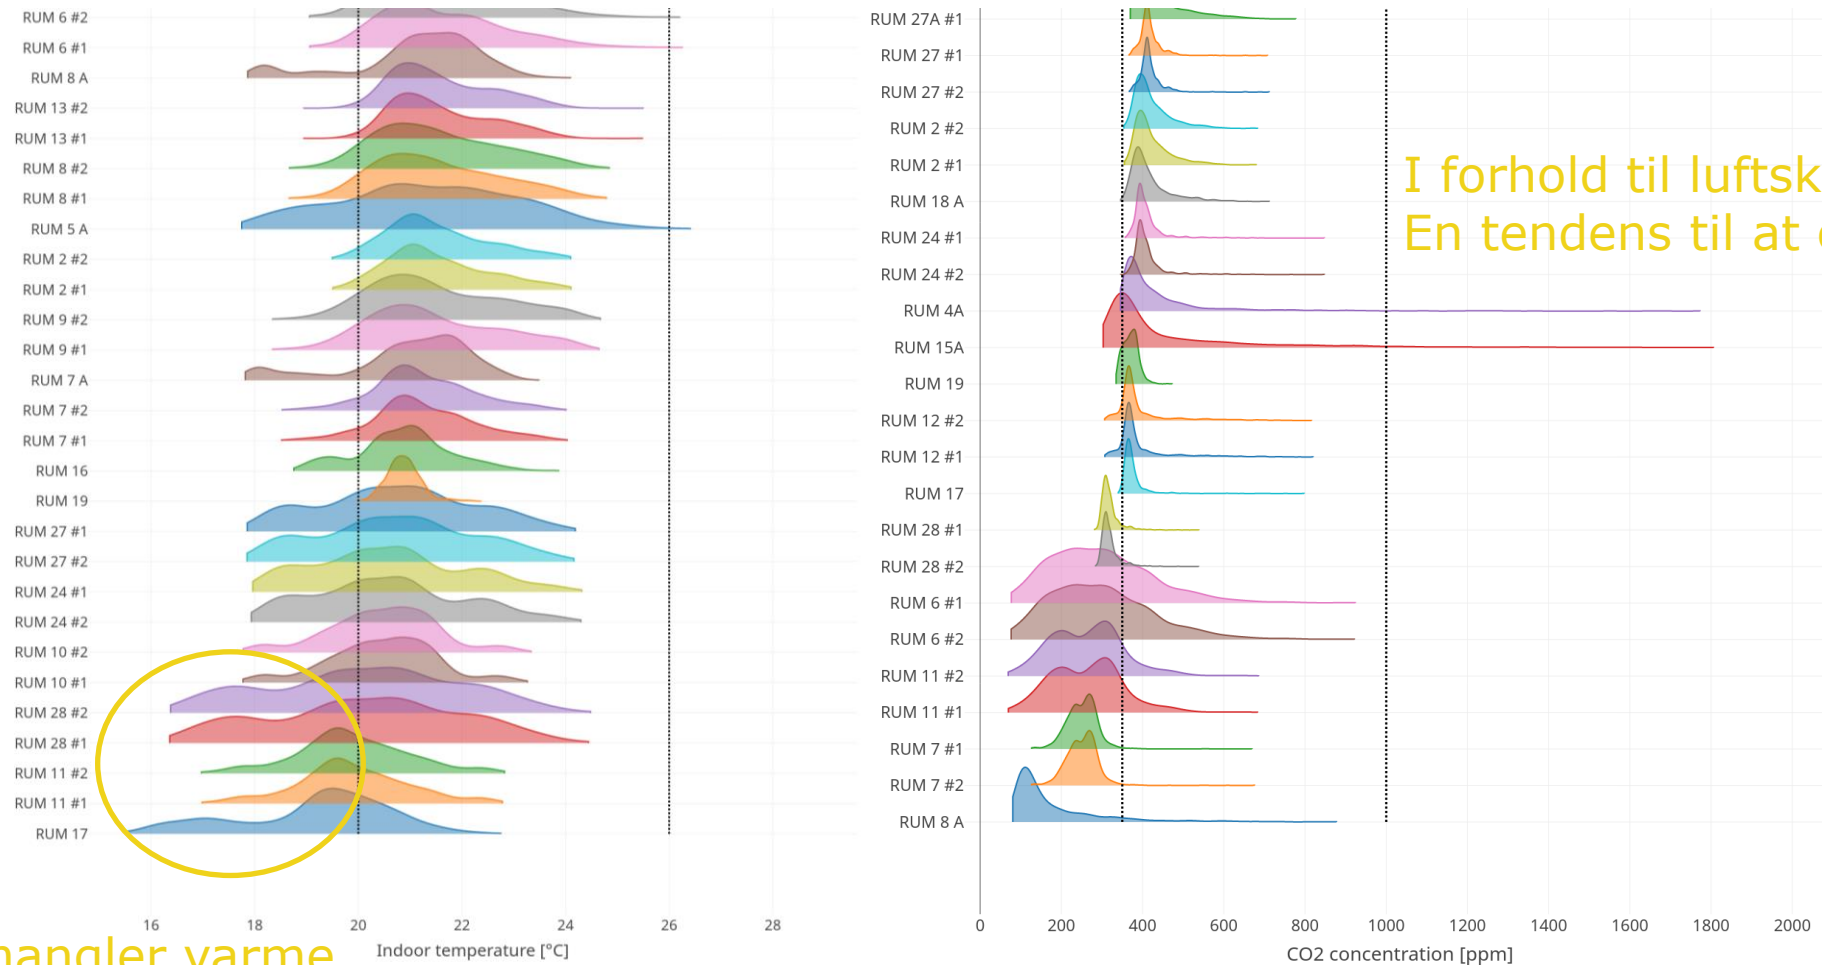 RUM 6 #2
RUM 6 #1
RUM 8 A
RUM 13 #2
RUM 13 #1
RUM 8 #2
RUM 8 #1
RUM 5 A
RUM 2 #2
RUM 2 #1
RUM 9 #2
RUM 9 #1
RUM 7 A
RUM 7 #2
RUM 7 #1
RUM 16
RUM 19
RUM 27 #1
RUM 27 #2
RUM 24 #1
RUM 24 #2
RUM 10 #2
RUM 10 #1
RUM 28 #2
RUM 28 #1
RUM 11 #2
RUM 11 #1
RUM 17
16 18 20 22 24 26 28
Indoor temperature [°C]
mangler varme
RUM 27A #1
RUM 27 #1
RUM 27 #2
RUM 2 #2
RUM 2 #1
RUM 18 A
RUM 24 #1
RUM 24 #2
RUM 4A
RUM 15A
RUM 19
RUM 12 #2
RUM 12 #1
RUM 17
RUM 28 #1
RUM 28 #2
RUM 6 #1
RUM 6 #2
RUM 11 #2
RUM 11 #1
RUM 7 #1
RUM 7 #2
RUM 8 A
0 200 400 600 800 1000 1200 1400 1600 1800 2000
CO2 concentration [ppm]
I forhold til luftsk
En tendens til at